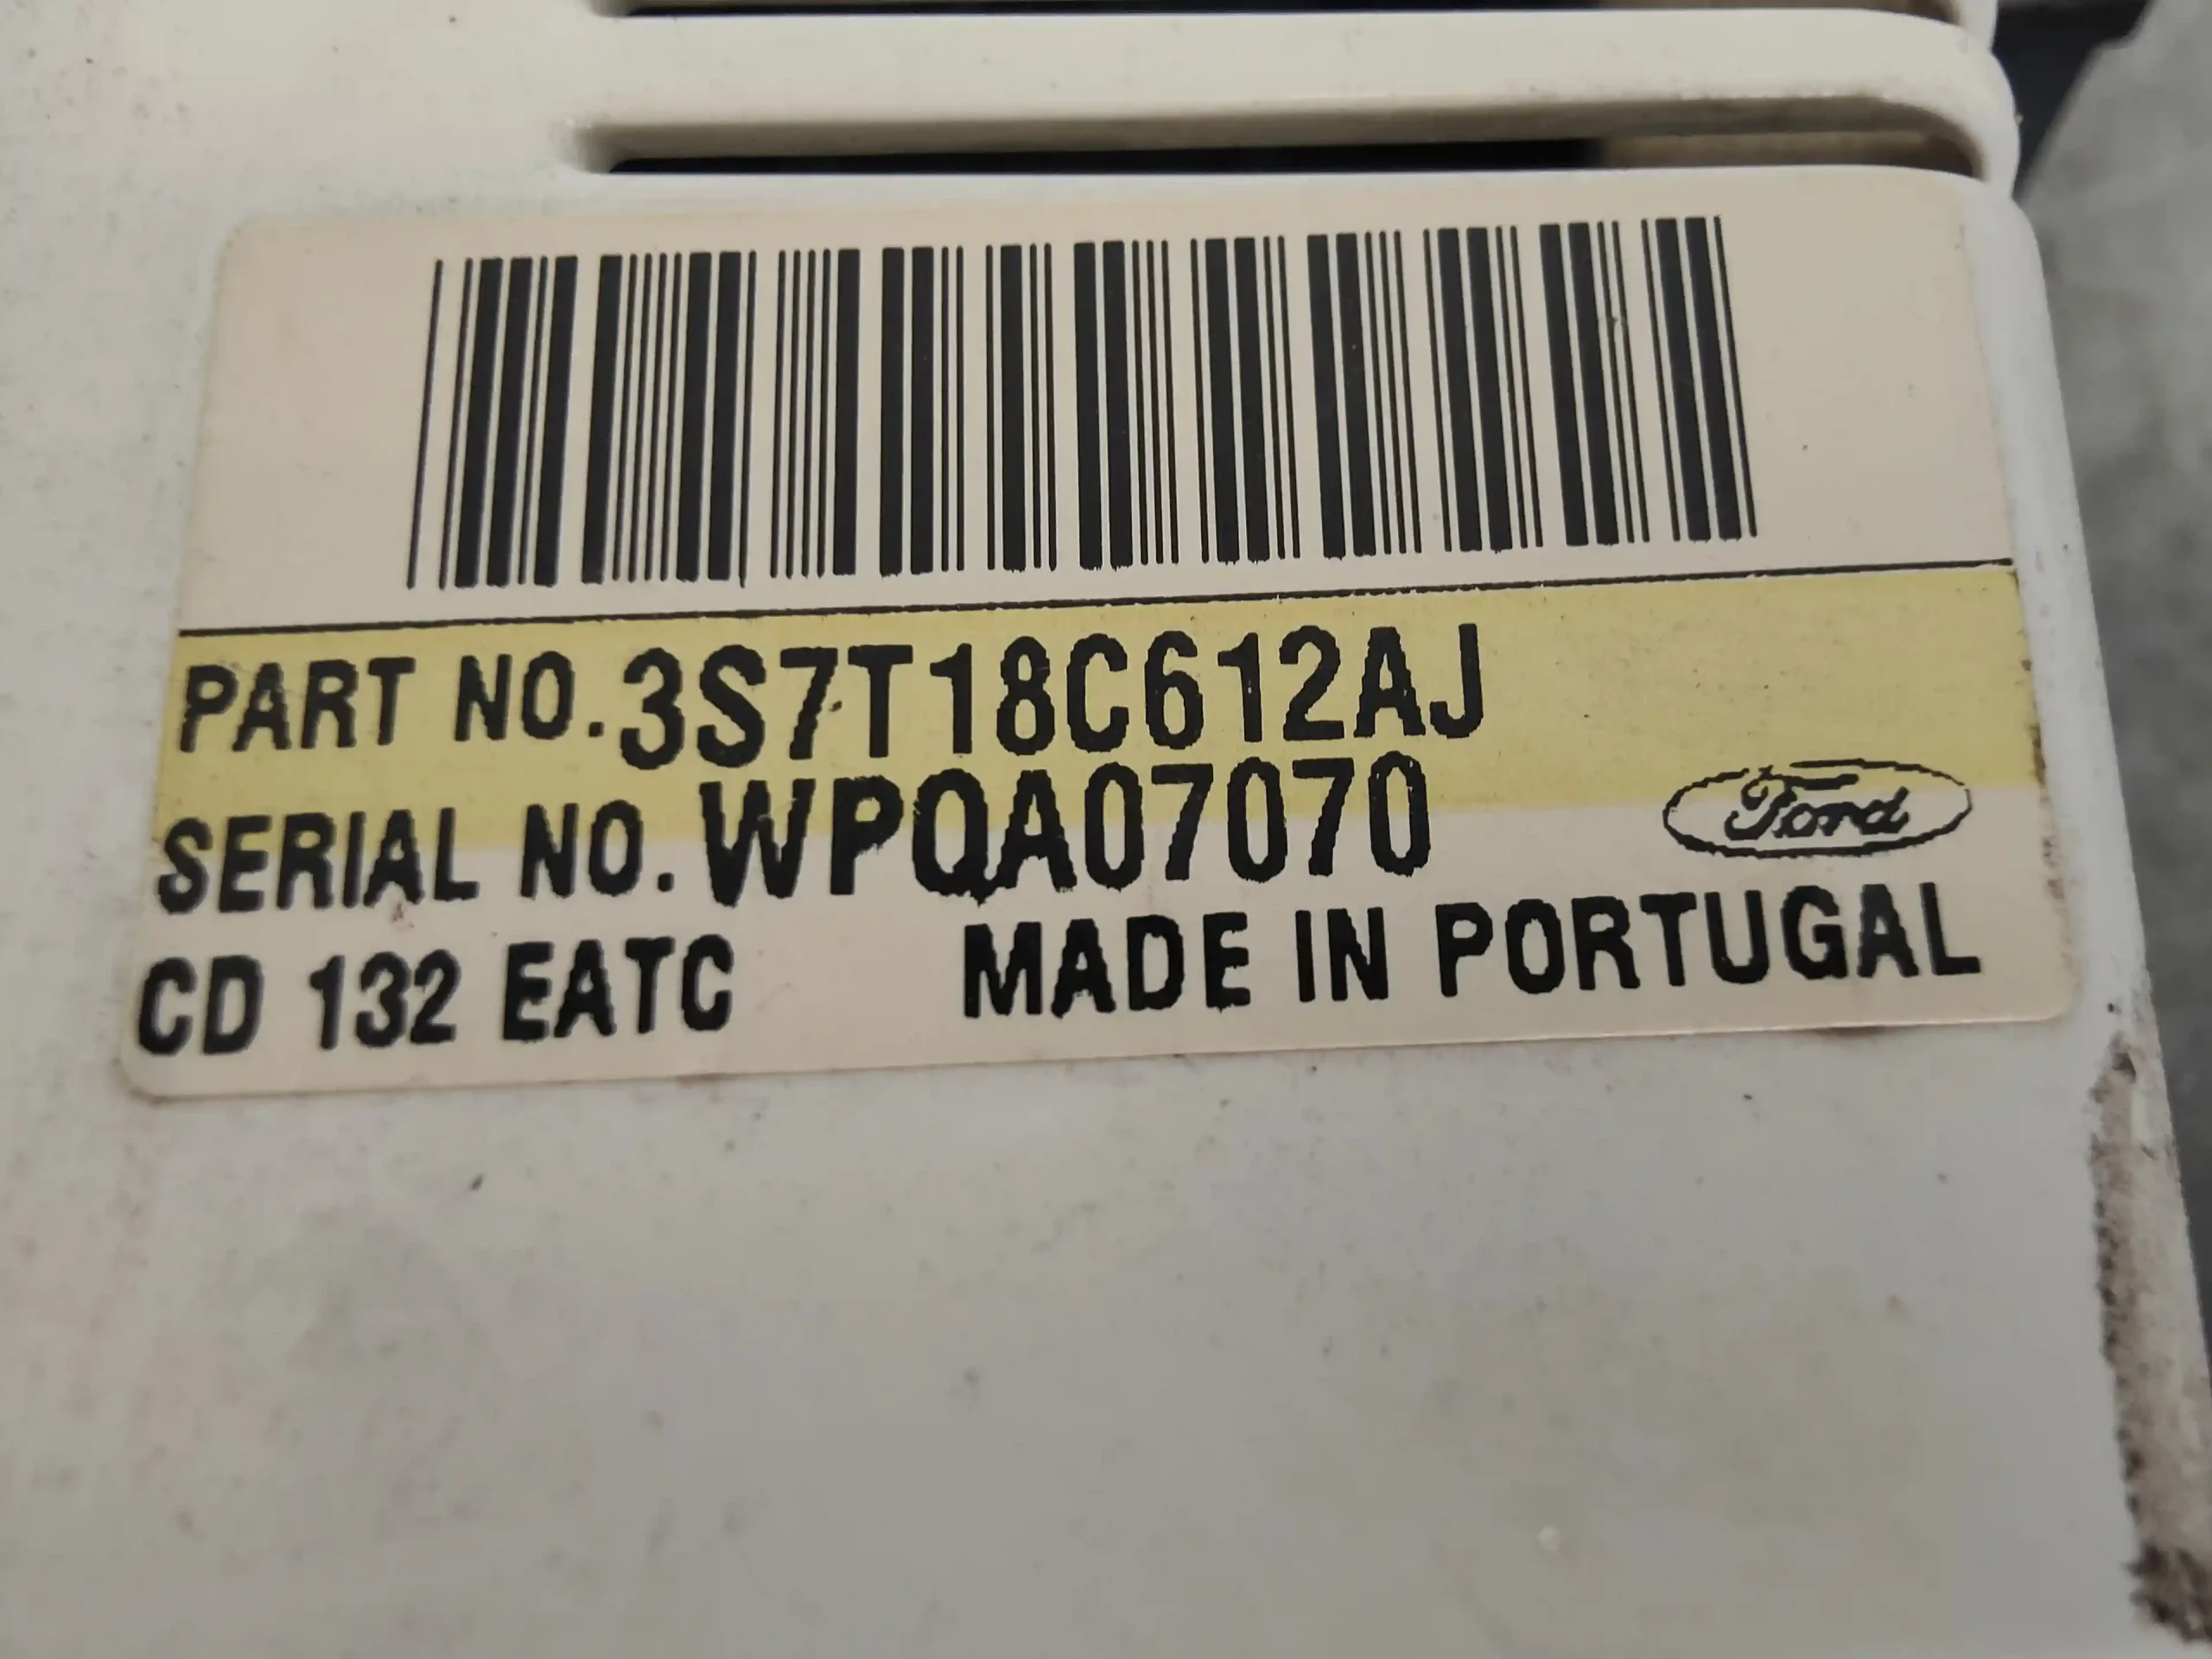 PART NO. 3S7T18C612AJ
SERIAL NO. WPQA07070
Ford
CD 132 EATC MADE IN PORTUGAL